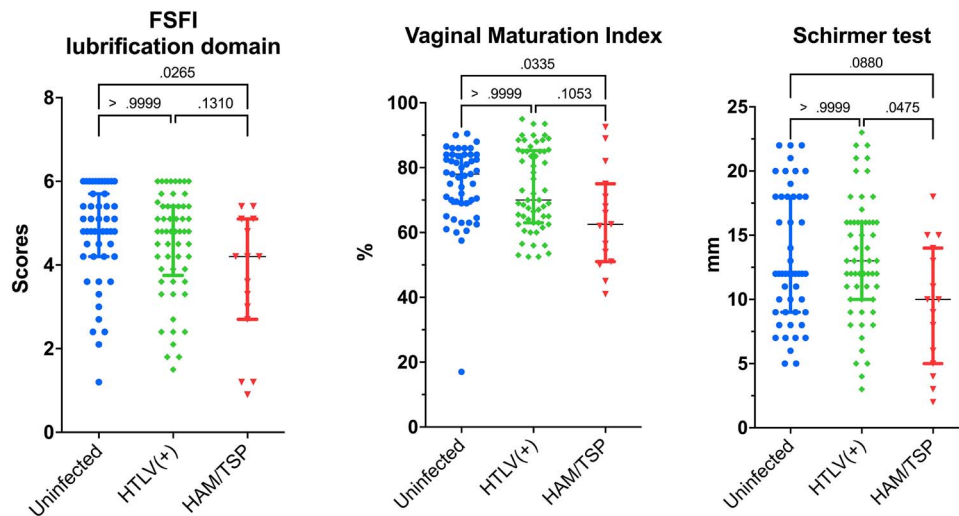 FSFI
lubrification domain
.0265
> .9999
.1310
8
6
4
2
0
Scores
Uninfected
HTLV(+)
HAM/TSP
Vaginal Maturation Index
.0335
> .9999
.1053
100
80
60
40
20
0
%
Uninfected
HTLV(+)
HAM/TSP
Schirmer test
.0880
> .9999
.0475
25
20
15
10
5
0
mm
Uninfected
HTLV(+)
HAM/TSP